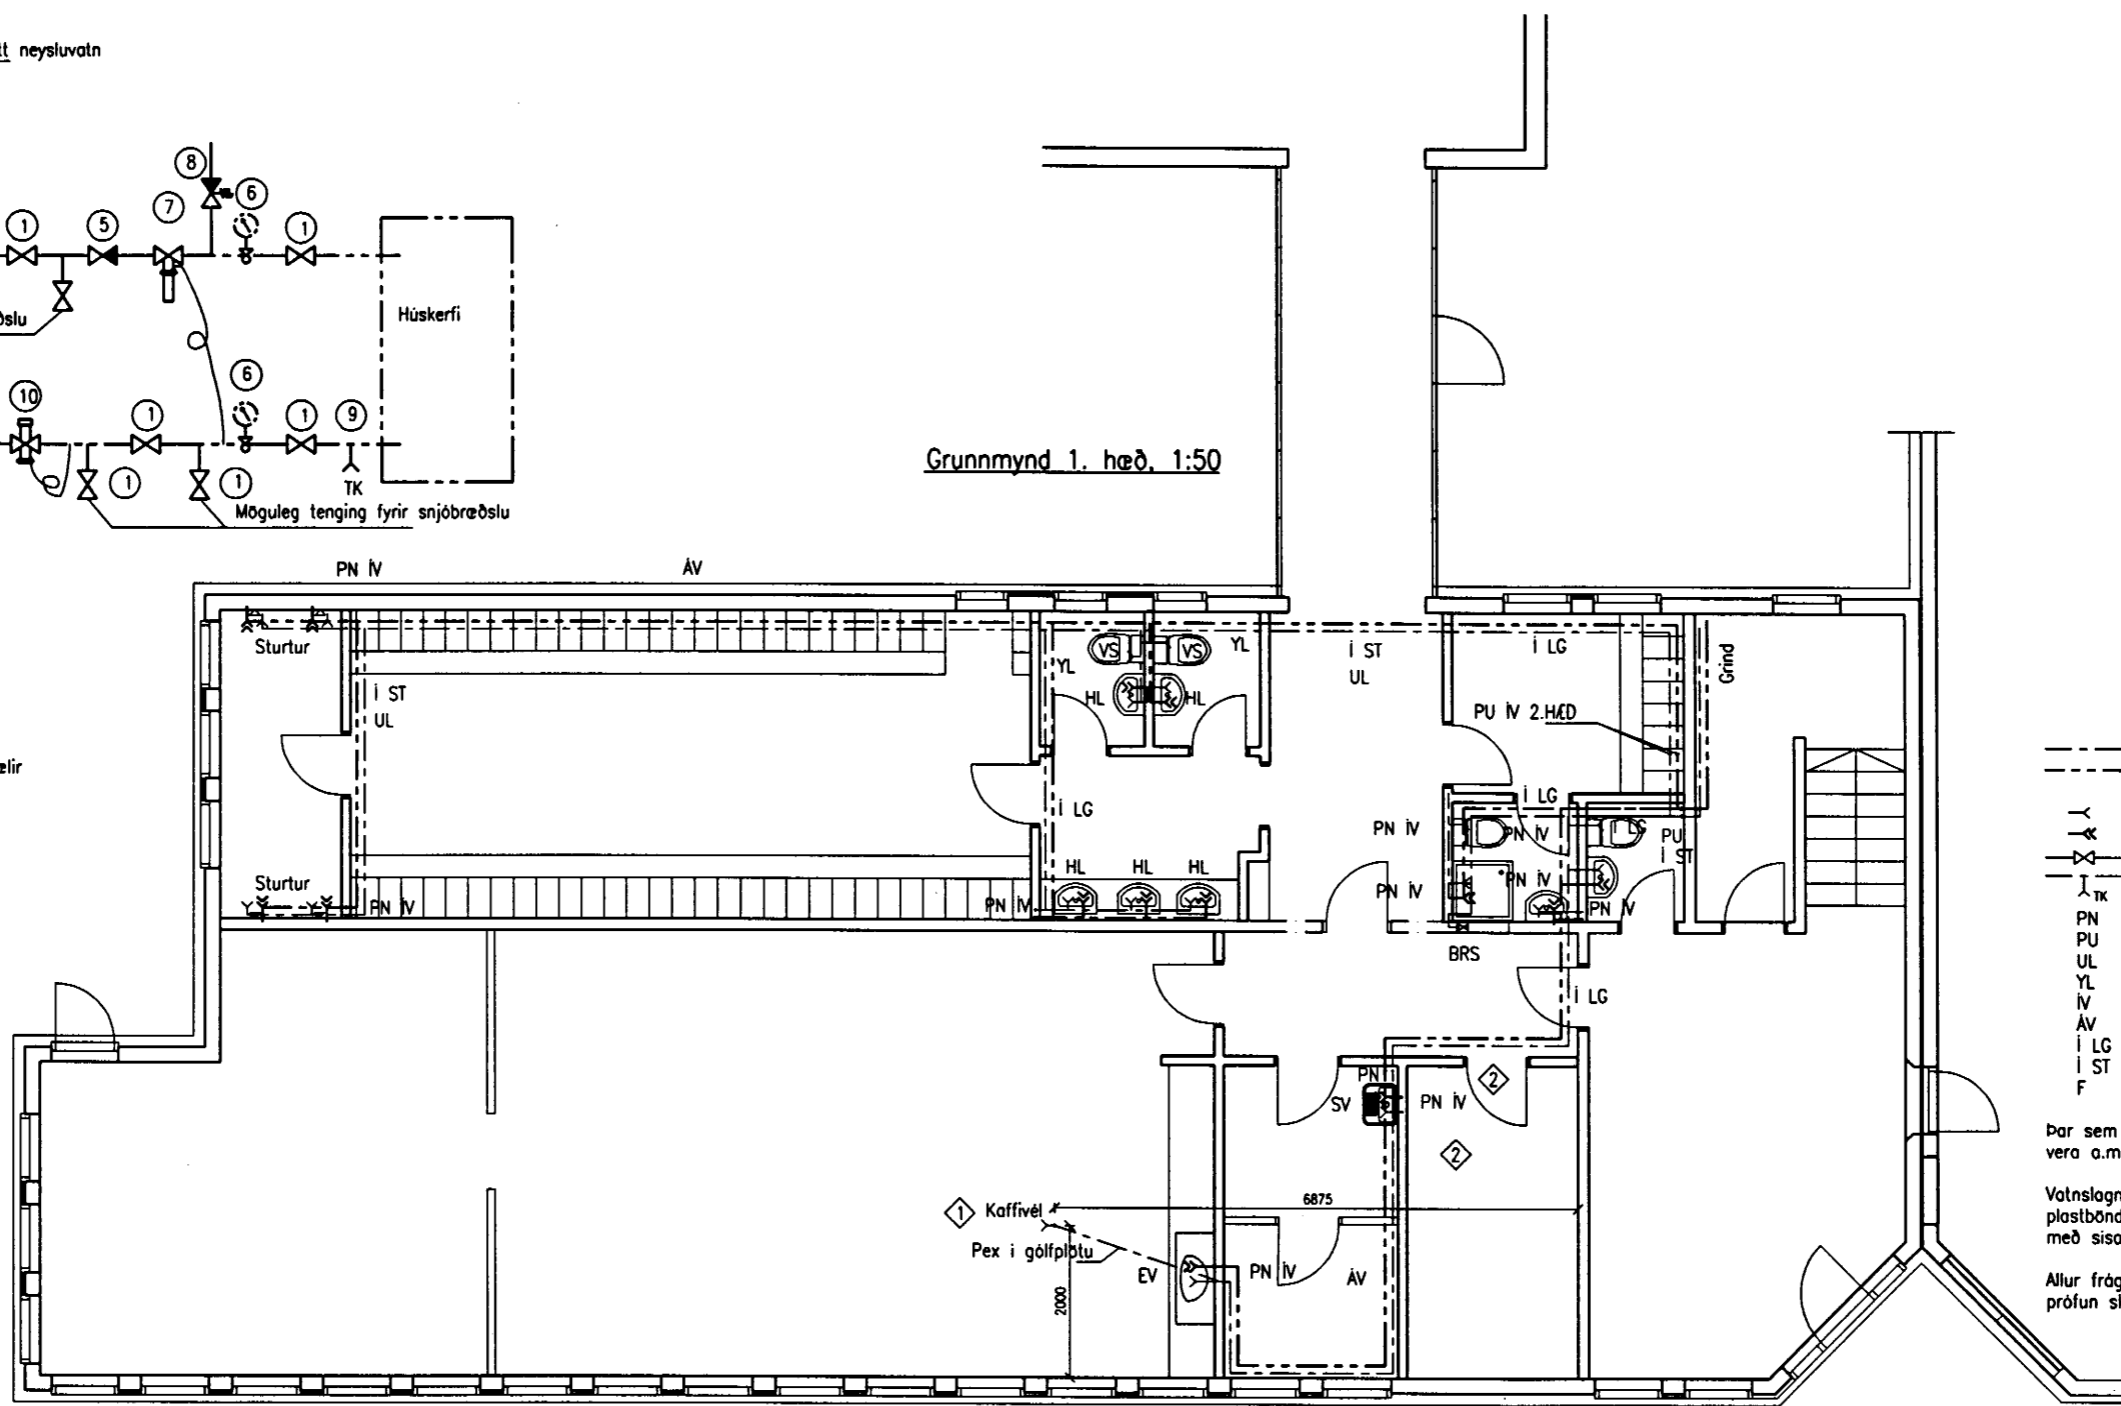 tt neysluvatn
8
6
7
1
5
1
ðslu
Húskerfi
6
10
1
1
9
1
1
TK
Möguleg tenging fyrir snjóbræðslu
Grunnmynd 1. hæð, 1:50
PN ÍV
ÁV
Sturtur
Í ST
UL
YL
VS
VS
YL
HL
HL
Í ST
UL
Í LG
Grind
PU ÍV 2.HÆÐ
ælir
Í LG
Í LG
PN ÍV
PN ÍV
Í LG
PU
Í ST
HL
HL
HL
Sturtur
PN ÍV
PN ÍV
PN ÍV
PN ÍV
PN ÍV
BRS
Í LG
TK
PN
PU
UL
YL
ÍV
ÁV
Í LG
Í ST
F
PN
SV
PN ÍV
2
2
Þar sem
vera a.m
1
Kaffivél
6875
Pex í gólfplötu
EV
PN ÍV
ÁV
2000
Vatnslagn
plastbönd
með sisa
Allur frág
prófun sk